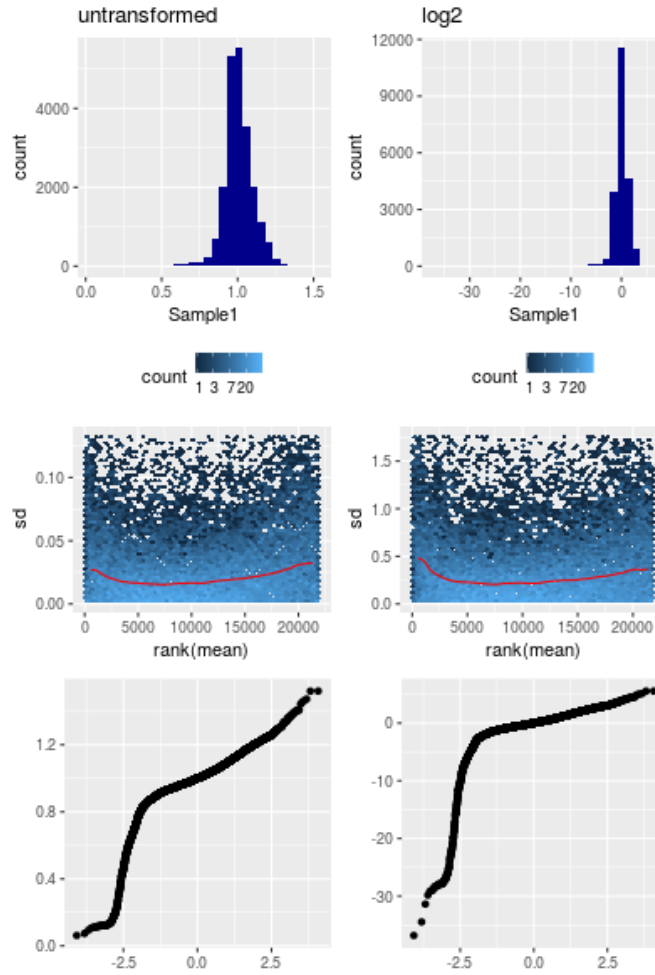 untransformed
log2
count
4000
2000
0
0.0 0.5 1.0 1.5
Sample1
count
12000
9000
6000
3000
0
-30 -20 -10 0
Sample1
count
1 3 7 20
count
1 3 7 20
sd
0.10
0.05
0.00
0 5000 10000 15000 20000
rank(mean)
sd
1.5
1.0
0.5
0.0
0 5000 10000 15000 20000
rank(mean)
1.2
0.8
0.4
0.0
-2.5 0.0 2.5
0
-10
-20
-30
-2.5 0.0 2.5